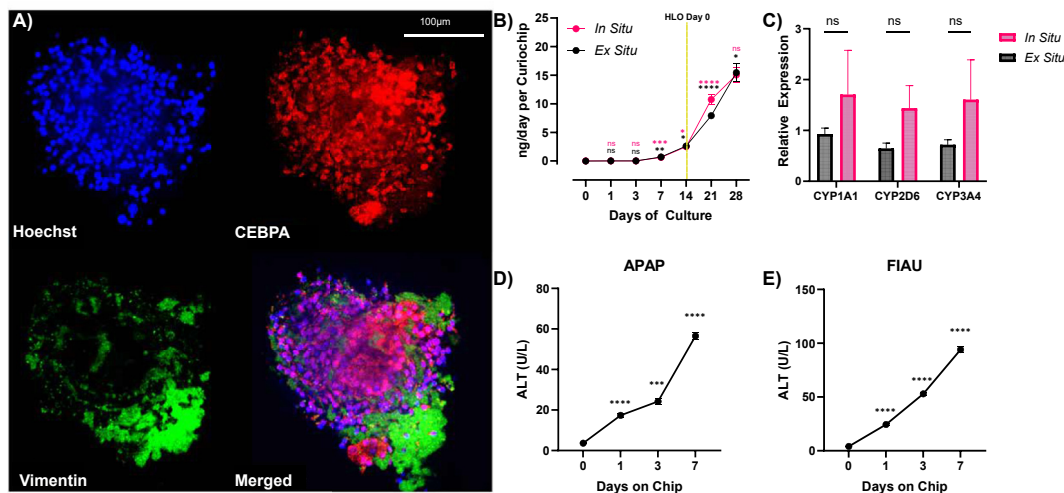 A)
100μm
Hoechst
CEBPA
Vimentin
Merged
B)
HLO Day 0
In Situ
Ex Situ
ng/day per Curiochip
25
20
15
10
5
0
ns
ns
ns
ns
***
**
*
*
****
****
ns
*
0 1 3 7 14 21 28
Days of Culture
C)
ns ns ns
In Situ
Ex Situ
Relative Expression
3
2
1
0
CYP1A1 CYP2D6 CYP3A4
D)
APAP
ALT (U/L)
80
60
40
20
0
****
***
****
0 1 3 7
Days on Chip
E)
FIAU
ALT (U/L)
150
100
50
0
****
****
****
0 1 3 7
Days on Chip